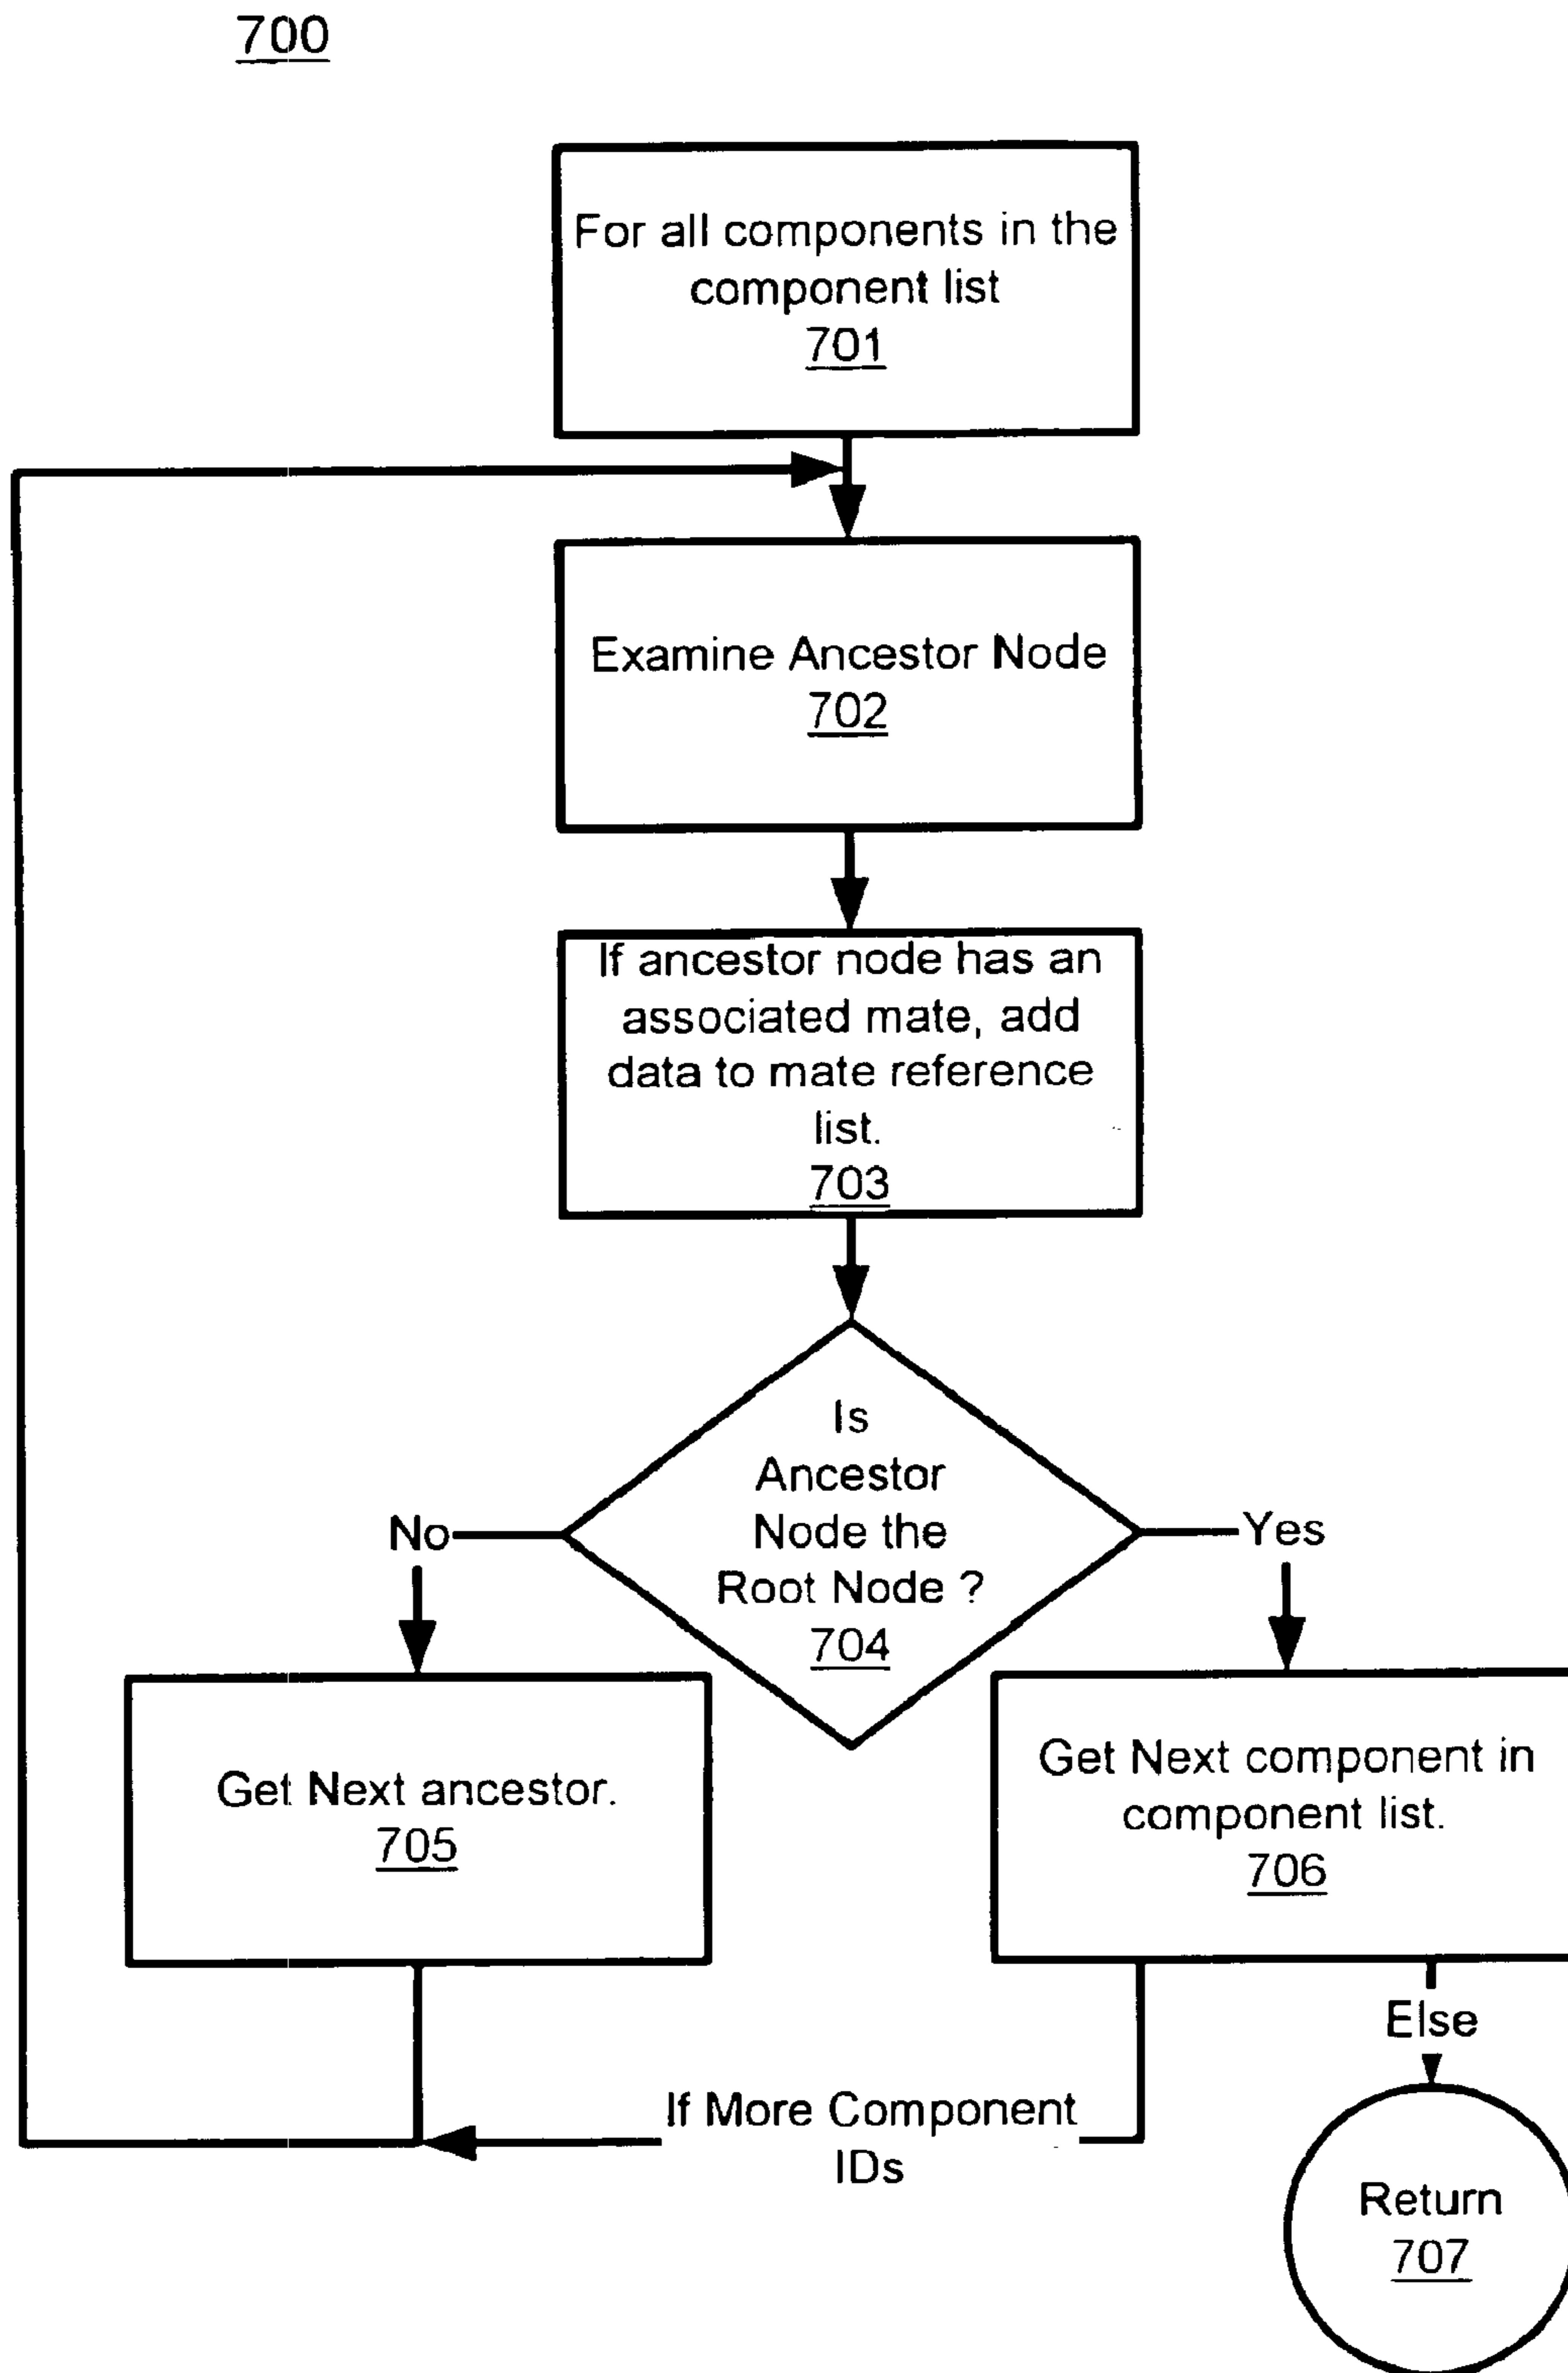 700
For all components in the
component list
701
Examine Ancestor Node
702
If ancestor node has an
associated mate, add
data to mate reference
list.
703
Is
Ancestor
Node the
Root Node ?
704
No
Yes
Get Next ancestor.
705
Get Next component in
component list.
706
Else
If More Component
IDs
Return
707